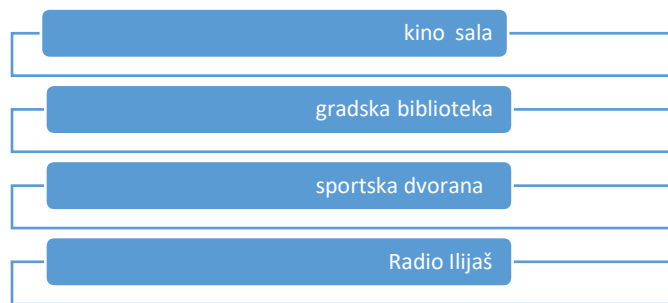 kino  sala
gradska biblioteka
sportska dvorana
Radio Ilijaš